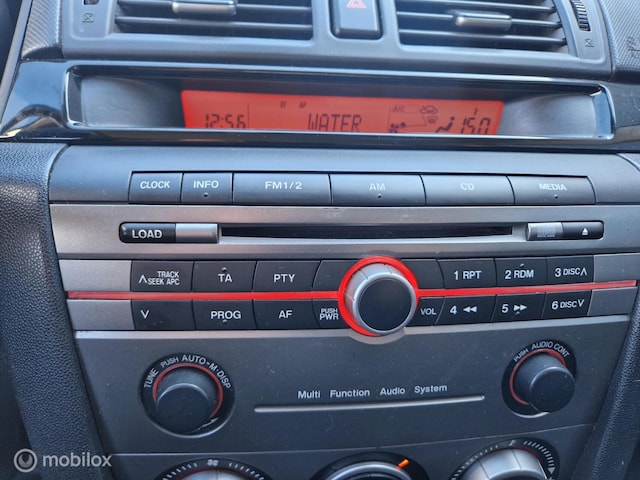 ST AF
12:56 WATER A/C 15.0
CLOCK INFO FM1/2 AM CD MEDIA
LOAD
TRACK SEEK APC TA PTY 1 RPT 2 RDM 3 DISC
PROG AF PUSH PWR VOL 4 5 6 DISC
PUSH AUTO-M·DISP TUNE
PUSH AUDIO CONT
Multi Function Audio System
mobilox